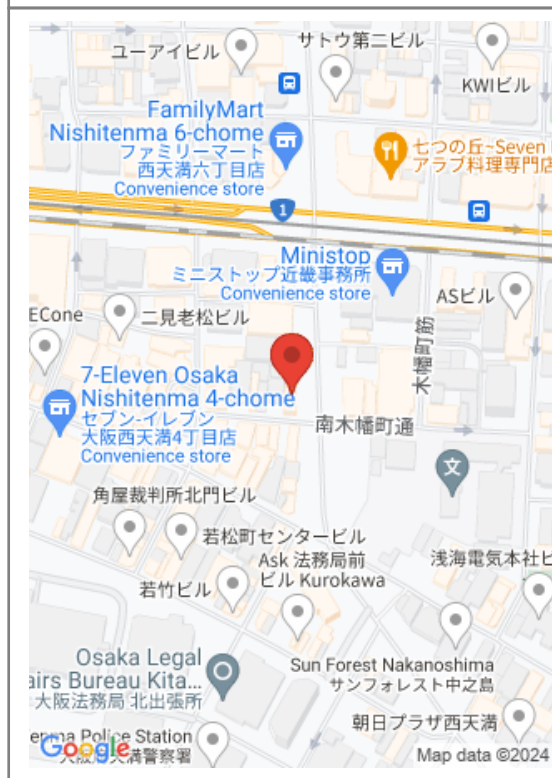 ユーアイビル
サトウ第二ビル
KWIビル
FamilyMart
Nishitenma 6-chome
ファミリーマート
西天満六丁目店
Convenience store
七つの丘~Seven
アラブ料理専門店
1
Ministop
ミニストップ近畿事務所
Convenience store
ASビル
ECone
二見老松ビル
木幡町筋
7-Eleven Osaka
Nishitenma 4-chome
セブン-イレブン
大阪西天満4丁目店
Convenience store
南木幡町通
文
角屋裁判所北門ビル
若松町センタービル
Ask 法務局前
ビル Kurokawa
浅海電気本社ビ
若竹ビル
Osaka Legal
airs Bureau Kita...
大阪法務局 北出張所
Sun Forest Nakanoshima
サンフォレスト中之島
朝日プラザ西天満
enma Police Station
満警察署
Google
Map data ©2024